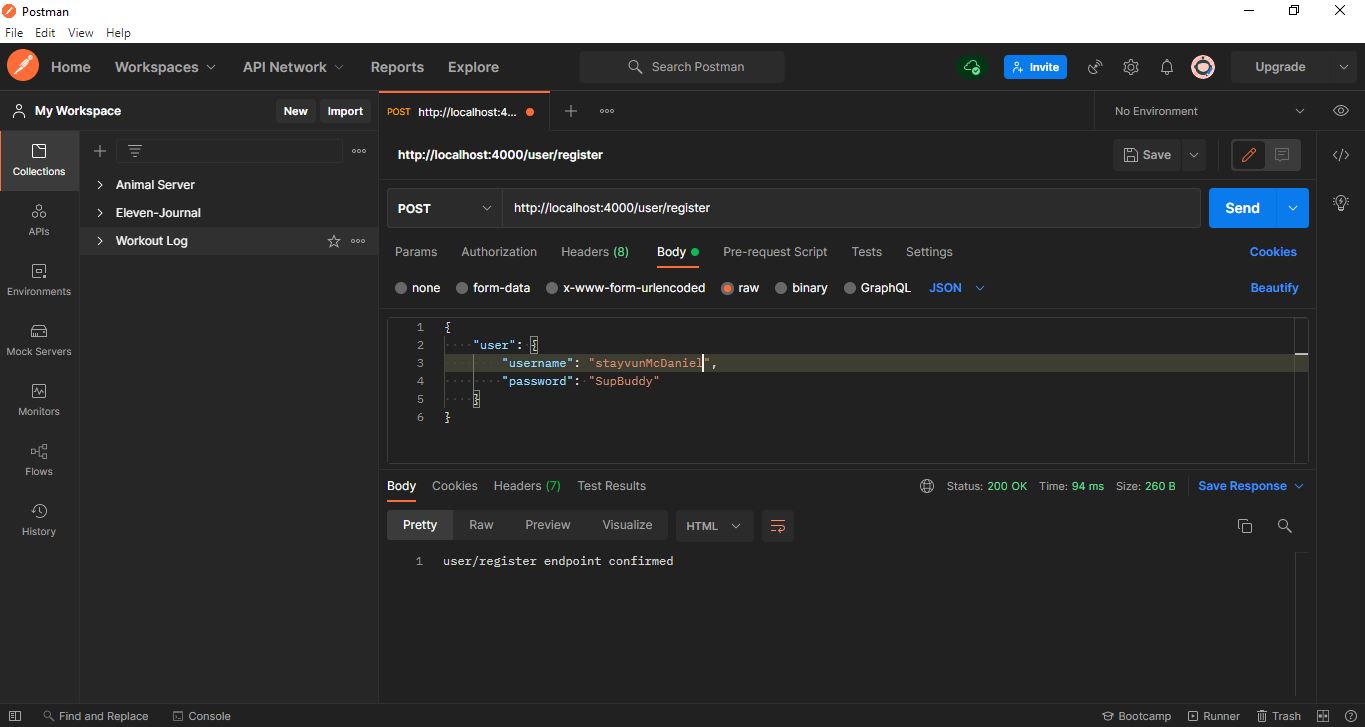 Postman
File Edit View Help
Home Workspaces API Network Reports Explore Search Postman Invite Upgrade
My Workspace New Import POST http://localhost:4... No Environment
Collections
APIs
Environments
Mock Servers
Monitors
Flows
History
Animal Server
Eleven-Journal
Workout Log
http://localhost:4000/user/register Save
POST http://localhost:4000/user/register Send
Params Authorization Headers (8) Body Pre-request Script Tests Settings Cookies
none form-data x-www-form-urlencoded raw binary GraphQL JSON Beautify
1 {
2 "user": {
3 "username": "stayvunMcDaniel",
4 "password": "SupBuddy"
5 }
6 }
Body Cookies Headers (7) Test Results Status: 200 OK Time: 94 ms Size: 260 B Save Response
Pretty Raw Preview Visualize HTML
1 user/register endpoint confirmed
Find and Replace Console Bootcamp Runner Trash